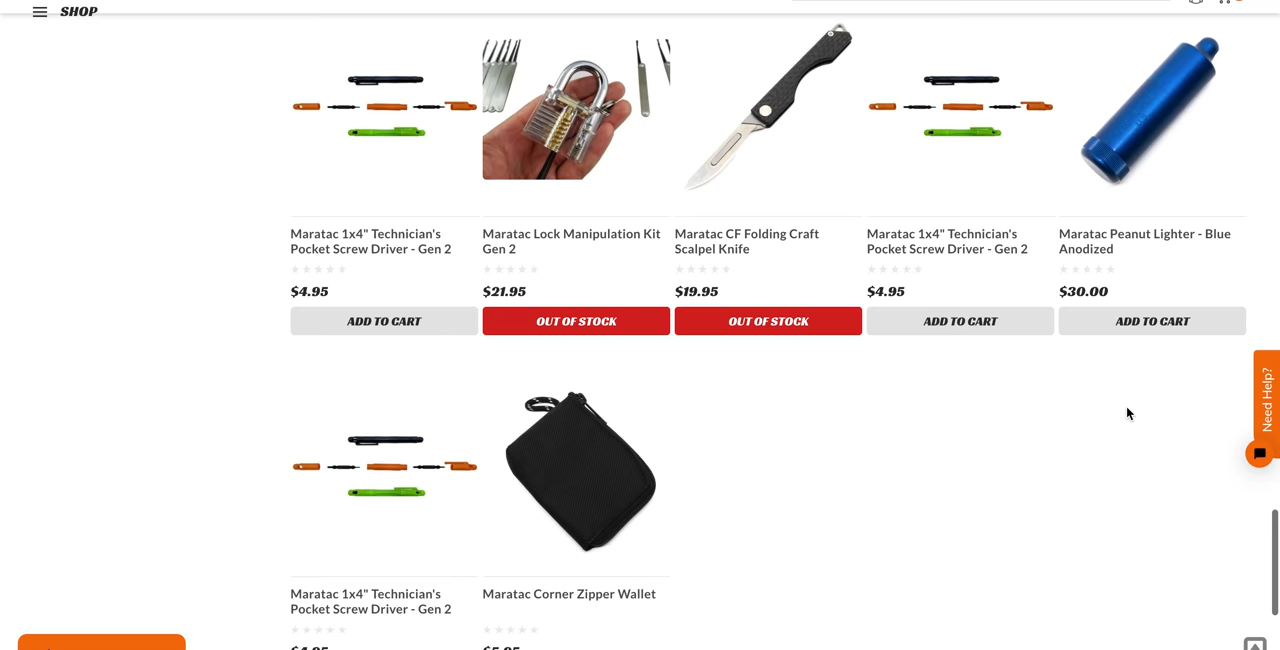 SHOP
Maratac 1x4" Technician's
Pocket Screw Driver - Gen 2
$4.95
ADD TO CART
Maratac Lock Manipulation Kit
Gen 2
$21.95
OUT OF STOCK
Maratac CF Folding Craft
Scalpel Knife
$19.95
OUT OF STOCK
Maratac 1x4" Technician's
Pocket Screw Driver - Gen 2
$4.95
ADD TO CART
Maratac Peanut Lighter - Blue
Anodized
$30.00
ADD TO CART
Need Help?
Maratac 1x4" Technician's
Pocket Screw Driver - Gen 2
$4.95
Maratac Corner Zipper Wallet